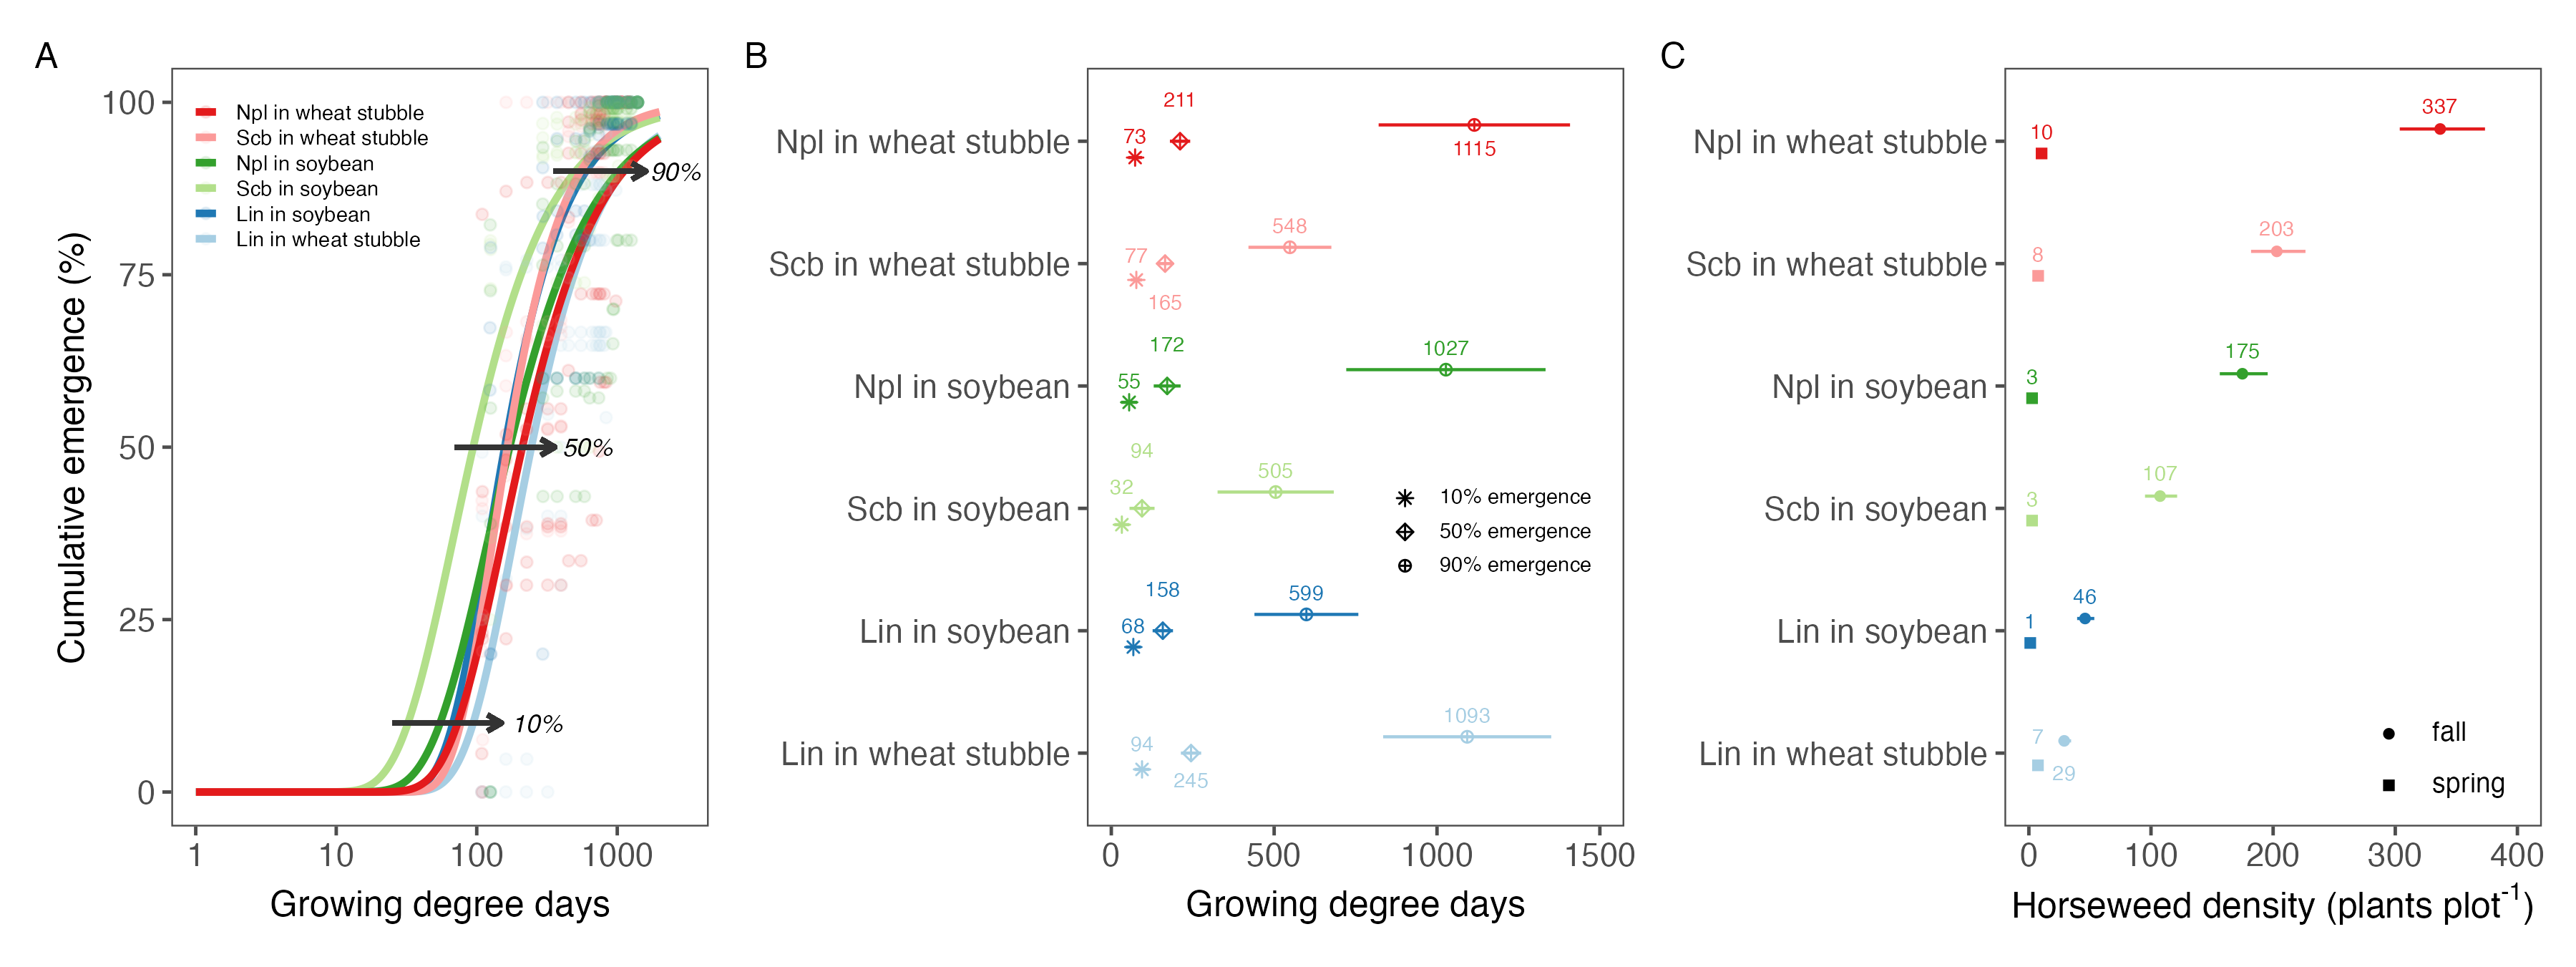 A
100
75
50
25
0
Cumulative emergence (%)
Npl in wheat stubble
Scb in wheat stubble
Npl in soybean
Scb in soybean
Lin in soybean
Lin in wheat stubble
90%
50%
10%
1
10
100
1000
Growing degree days
B
Npl in wheat stubble
Scb in wheat stubble
Npl in soybean
Scb in soybean
Lin in soybean
Lin in wheat stubble
211
73
1115
548
77
165
172
1027
55
94
505
32
158
599
68
1093
94
245
10% emergence
50% emergence
90% emergence
0
500
1000
1500
Growing degree days
C
Npl in wheat stubble
Scb in wheat stubble
Npl in soybean
Scb in soybean
Lin in soybean
Lin in wheat stubble
337
10
203
8
175
3
107
3
46
1
7
29
fall
spring
0
100
200
300
400
Horseweed density (plants plot⁻¹)